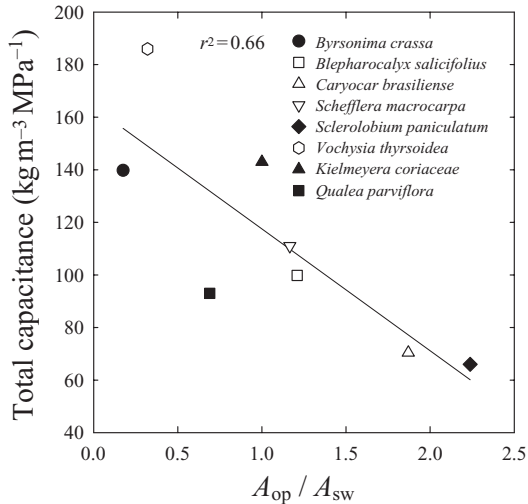 r² = 0.66
Byrsonima crassa
Blepharocalyx salicifolius
Caryocar brasiliense
Schefflera macrocarpa
Sclerolobium paniculatum
Vochysia thyrsoidea
Kielmeyera coriaceae
Qualea parviflora
Total capacitance (kg m⁻³ MPa⁻¹)
200
180
160
140
120
100
80
60
40
0.0 0.5 1.0 1.5 2.0 2.5
A_op / A_sw